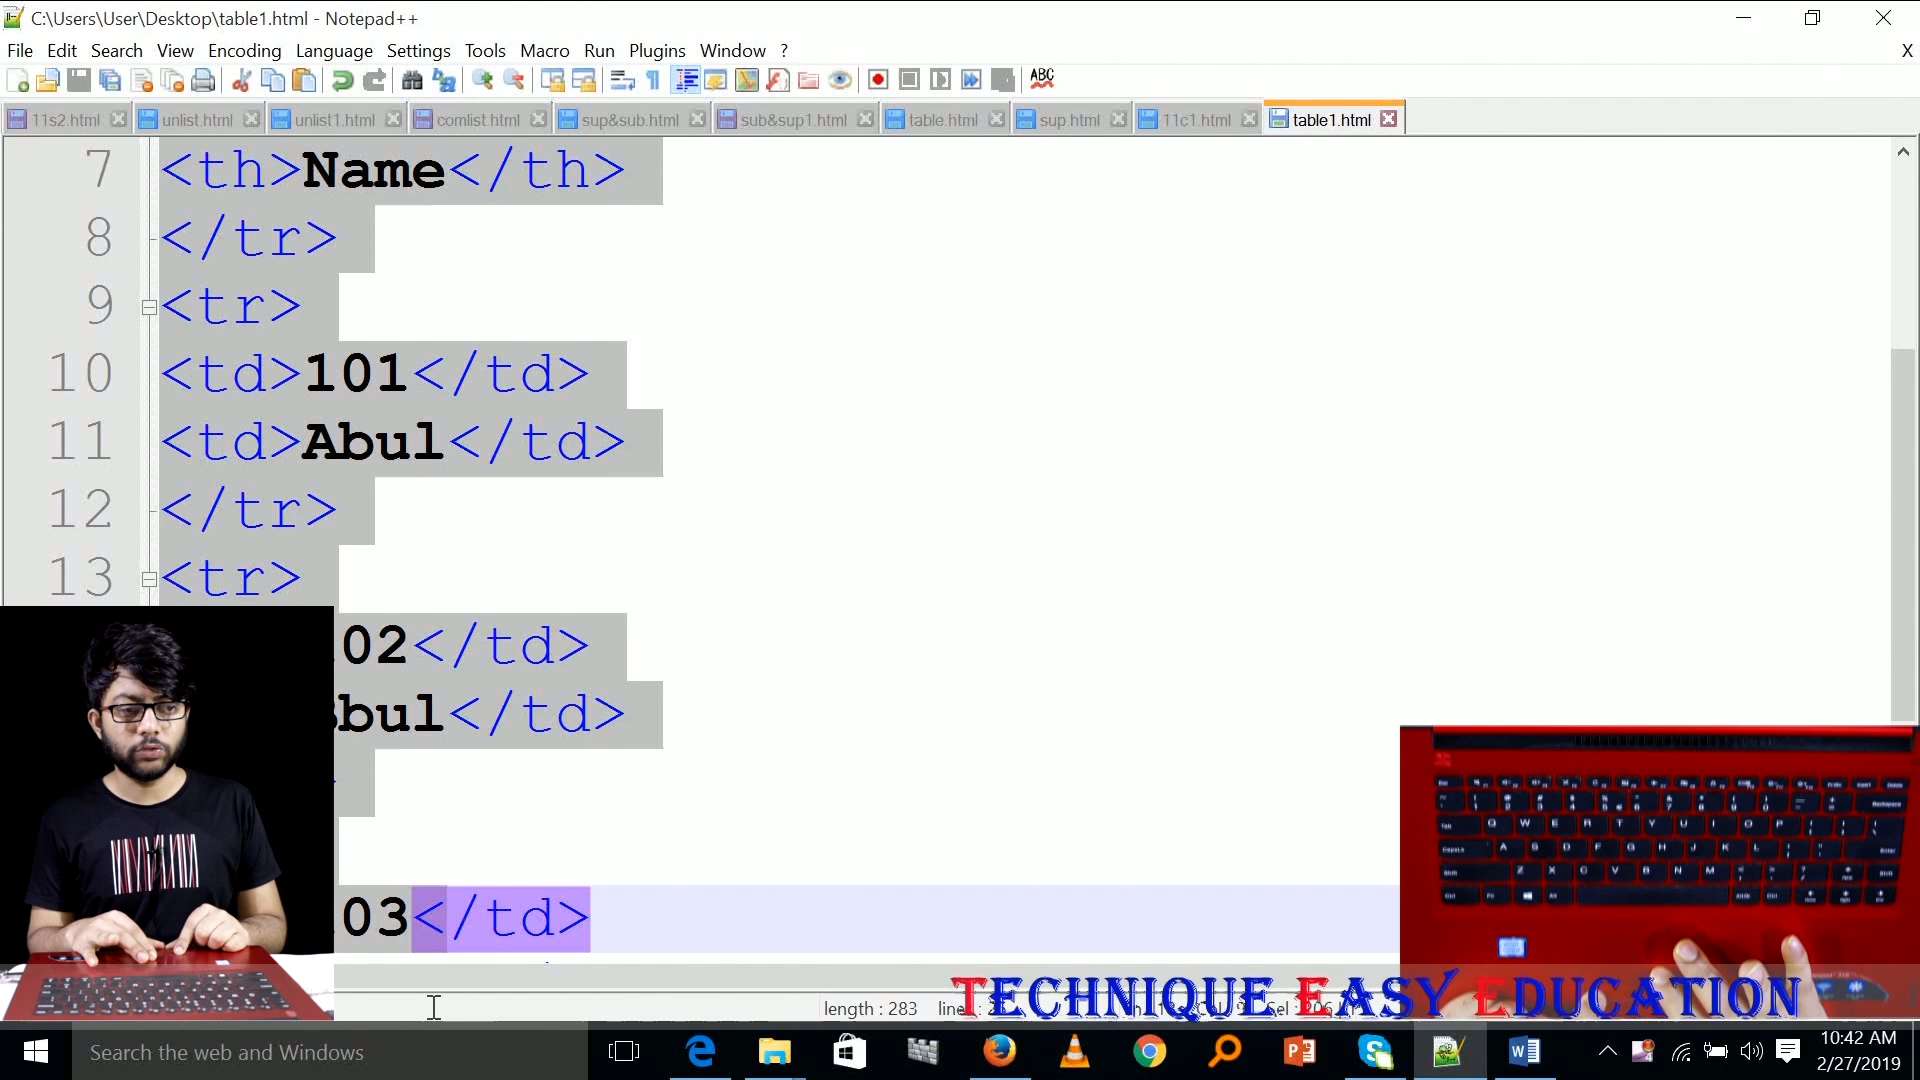 C:\Users\User\Desktop\table1.html - Notepad++
File Edit Search View Encoding Language Settings Tools Macro Run Plugins Window ? X
ABC
11s2.html unlist.html unlist1.html comlist.html sup&sub.html sub&sup1.html table.html sup.html 11c1.html table1.html
7 <th>Name</th>
8 </tr>
9 <tr>
10 <td>101</td>
11 <td>Abul</td>
12 </tr>
13 <tr>
02</td>
bul</td>
03</td>
length : 283
TECHNIQUE EASY EDUCATION
Search the web and Windows
10:42 AM
2/27/2019